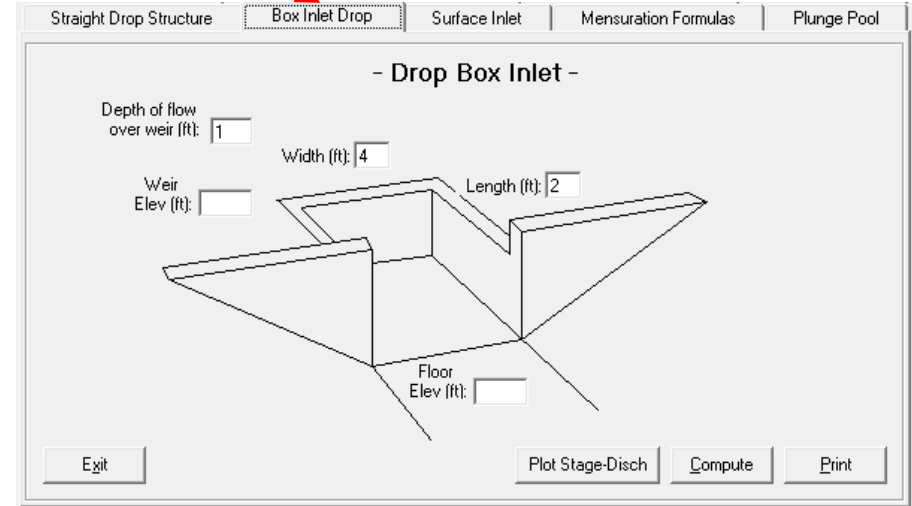 Straight Drop Structure Box Inlet Drop Surface Inlet Mensuration Formulas Plunge Pool
- Drop Box Inlet -
Depth of flow
over weir (ft): 1
Width (ft): 4
Weir
Elev (ft):
Length (ft): 2
Floor
Elev (ft):
Exit Plot Stage-Disch Compute Print